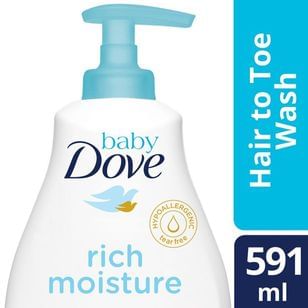 baby
Dove
HYPOALLERGENIC
tear free
rich
moisture
Hair to Toe
Wash
591
ml